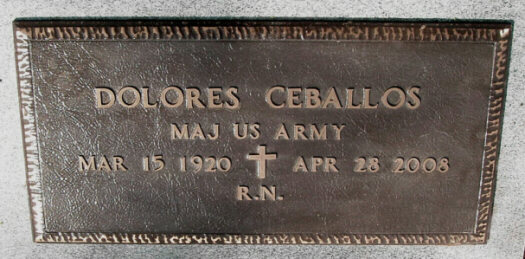 DOLORES CEBALLOS
MAJ US ARMY
MAR 15 1920 APR 28 2008
R.N.